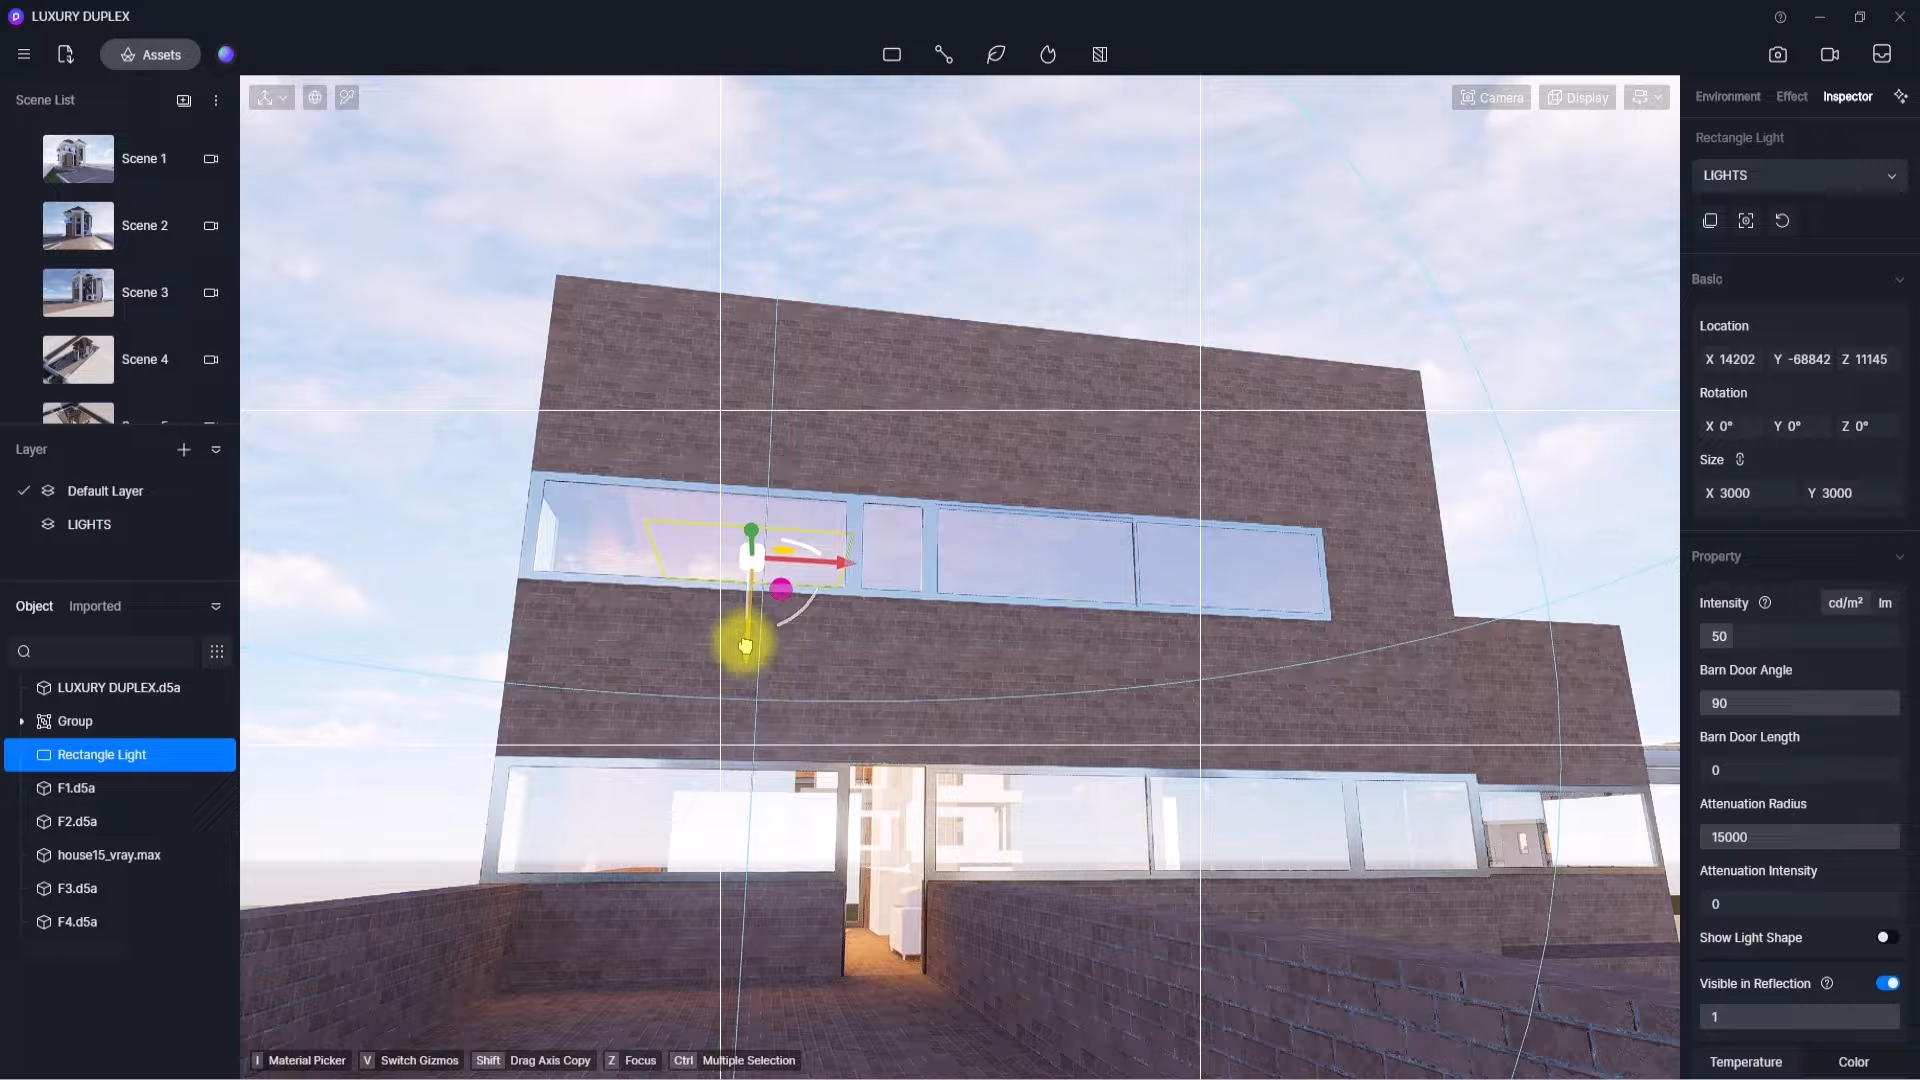 LUXURY DUPLEX
Assets
Scene List
Scene 1
Scene 2
Scene 3
Scene 4
Layer
Default Layer
LIGHTS
Object Imported
LUXURY DUPLEX.d5a
Group
Rectangle Light
F1.d5a
F2.d5a
house15_vray.max
F3.d5a
F4.d5a
Camera Display
I Material Picker V Switch Gizmos Shift Drag Axis Copy Z Focus Ctrl Multiple Selection
Environment Effect Inspector
Rectangle Light
LIGHTS
Basic
Location
X 14202 Y -68842 Z 11145
Rotation
X 0° Y 0° Z 0°
Size
X 3000 Y 3000
Property
Intensity cd/m² lm
50
Barn Door Angle
90
Barn Door Length
0
Attenuation Radius
15000
Attenuation Intensity
0
Show Light Shape
Visible in Reflection
1
Temperature Color